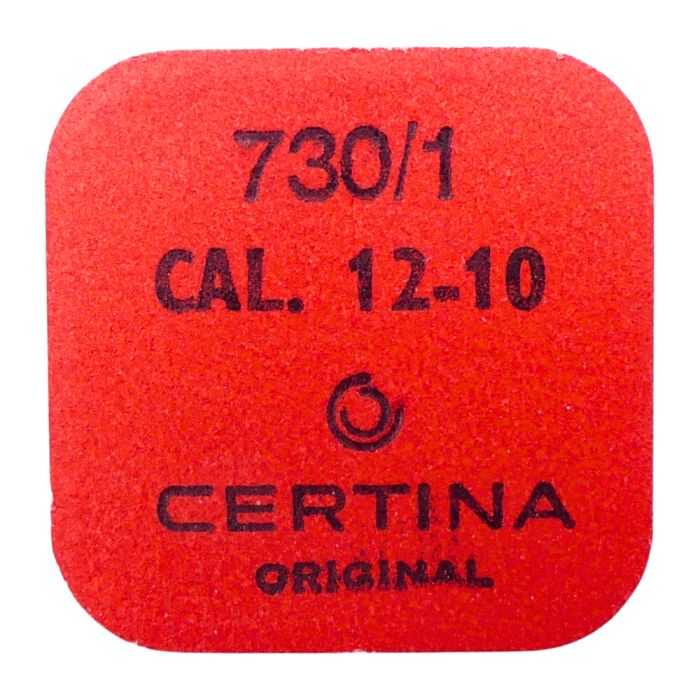 730/1
CAL. 12-10
CERTINA
ORIGINAL